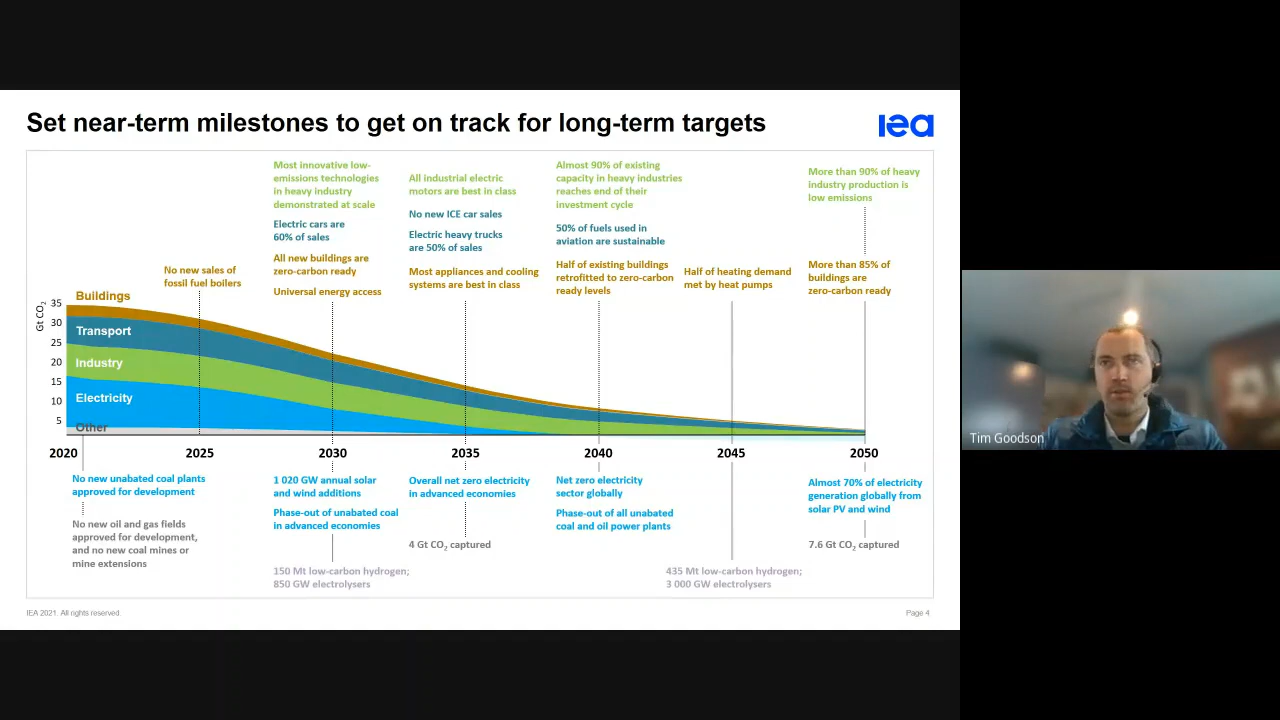 Set near-term milestones to get on track for long-term targets
iea
Most innovative low-
emissions technologies
in heavy industry
demonstrated at scale
Electric cars are
60% of sales
All new buildings are
zero-carbon ready
Universal energy access
All industrial electric
motors are best in class
No new ICE car sales
Electric heavy trucks
are 50% of sales
Most appliances and cooling
systems are best in class
Almost 90% of existing
capacity in heavy industries
reaches end of their
investment cycle
50% of fuels used in
aviation are sustainable
Half of existing buildings
retrofitted to zero-carbon
ready levels
Half of heating demand
met by heat pumps
More than 90% of heavy
industry production is
low emissions
More than 85% of
buildings are
zero-carbon ready
No new sales of
fossil fuel boilers
Gt CO2
35
30
25
20
15
10
5
Buildings
Transport
Industry
Electricity
Other
2020
2025
2030
2035
2040
2045
2050
No new unabated coal plants
approved for development
No new oil and gas fields
approved for development,
and no new coal mines or
mine extensions
1 020 GW annual solar
and wind additions
Phase-out of unabated coal
in advanced economies
150 Mt low-carbon hydrogen;
850 GW electrolysers
Overall net zero electricity
in advanced economies
4 Gt CO2 captured
Net zero electricity
sector globally
Phase-out of all unabated
coal and oil power plants
435 Mt low-carbon hydrogen;
3 000 GW electrolysers
Almost 70% of electricity
generation globally from
solar PV and wind
7.6 Gt CO2 captured
IEA 2021. All rights reserved.
Page 4
Tim Goodson